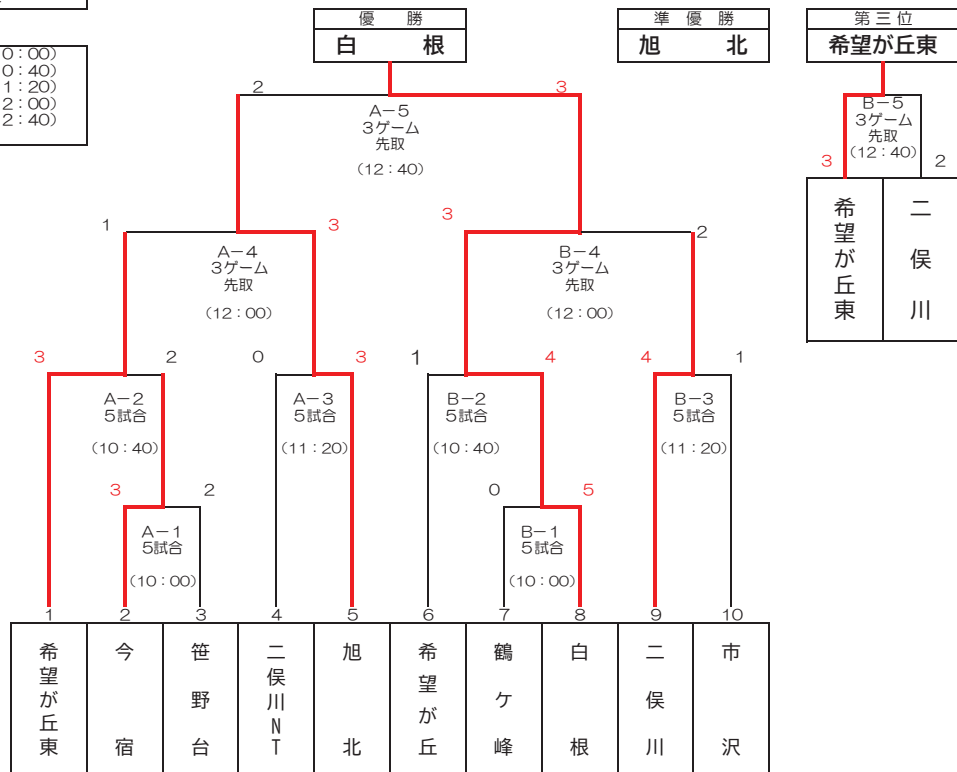 0：00）
0：40）
1：20）
2：00）
2：40）
優　勝
白　根
準 優 勝
旭　北
第 三 位
希望が丘東
2
3
A－5
3ゲーム
先取
（12：40）
B－5
3ゲーム
先取
（12：40）
3
2
希望が丘東
二俣川
1
3
A－4
3ゲーム
先取
（12：00）
3
2
B－4
3ゲーム
先取
（12：00）
3
2
A－2
5試合
（10：40）
0
3
A－3
5試合
（11：20）
1
4
B－2
5試合
（10：40）
4
1
B－3
5試合
（11：20）
3
2
A－1
5試合
（10：00）
0
5
B－1
5試合
（10：00）
1 2 3 4 5 6 7 8 9 10
希望が丘東
今宿
笹野台
二俣川NT
旭北
希望が丘
鶴ケ峰
白根
二俣川
市沢